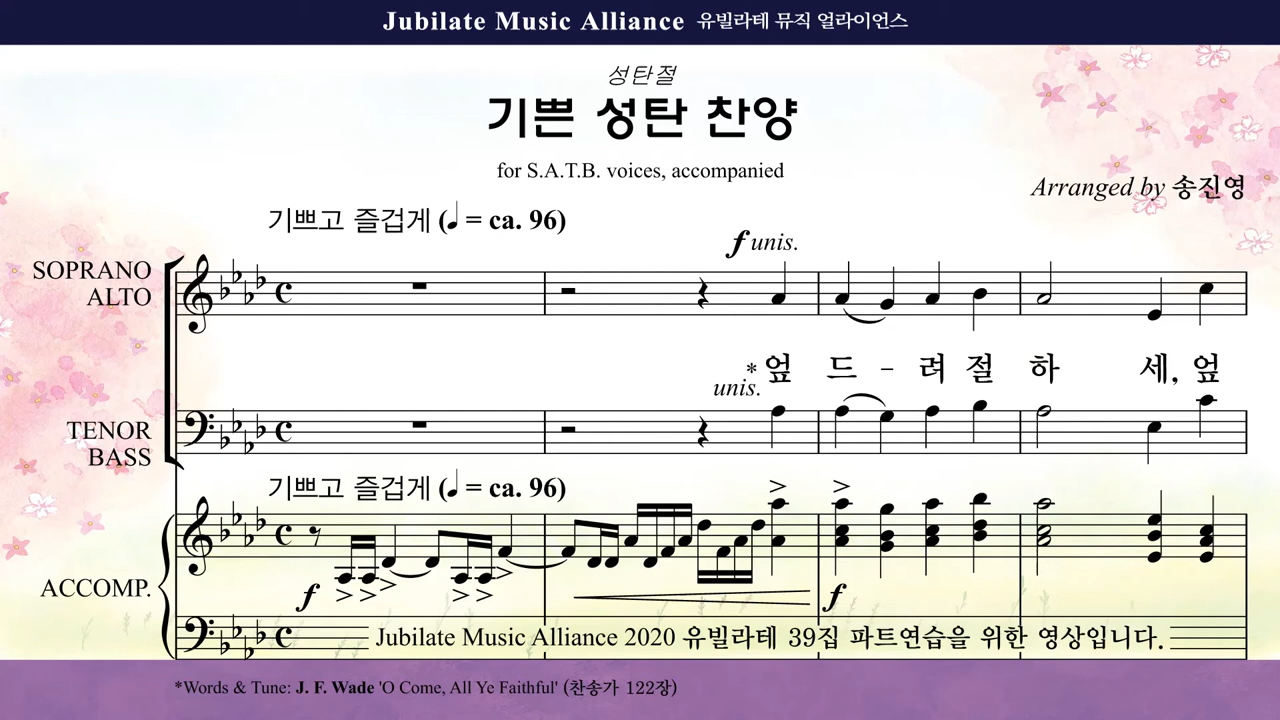 Jubilate Music Alliance 유빌라테 뮤직 얼라이언스
성탄절
기쁜 성탄 찬양
for S.A.T.B. voices, accompanied
Arranged by 송진영
기쁘고 즐겁게 (♩ = ca. 96)
f unis.
SOPRANO
ALTO
* 엎 드 - 려 절 하 세, 엎
unis.
TENOR
BASS
기쁘고 즐겁게 (♩ = ca. 96)
ACCOMP.
f f
Jubilate Music Alliance 2020 유빌라테 39집 파트연습을 위한 영상입니다.
*Words & Tune: J. F. Wade 'O Come, All Ye Faithful' (찬송가 122장)